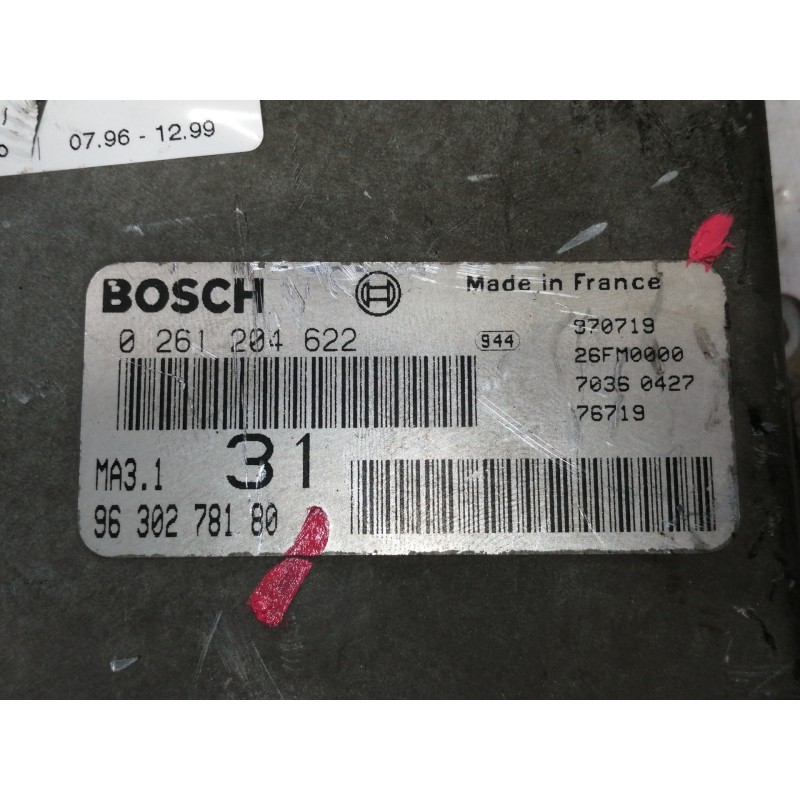 07.96 - 12.99
BOSCH
Made in France
0 261 204 622
944
970719
26FM0000
7036 0427
76719
MA3.1
31
96 302 781 80